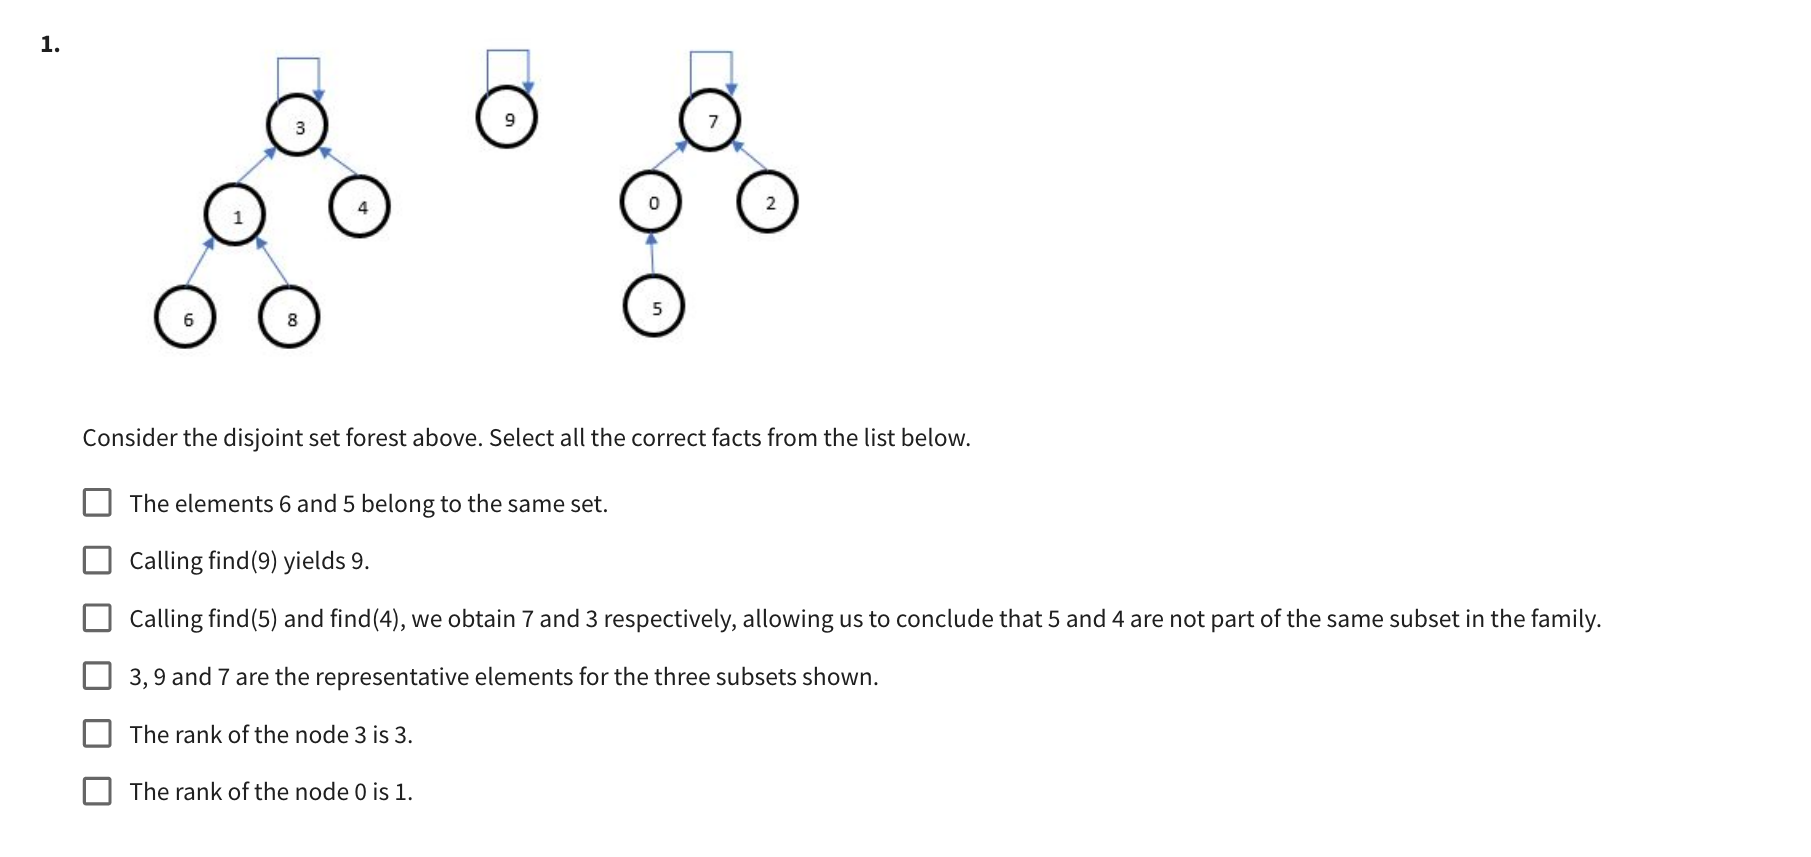 1.
3
9
7
1
4
0
2
6
8
5
Consider the disjoint set forest above. Select all the correct facts from the list below.
The elements 6 and 5 belong to the same set.
Calling find(9) yields 9.
Calling find(5) and find(4), we obtain 7 and 3 respectively, allowing us to conclude that 5 and 4 are not part of the same subset in the family.
3, 9 and 7 are the representative elements for the three subsets shown.
The rank of the node 3 is 3.
The rank of the node 0 is 1.